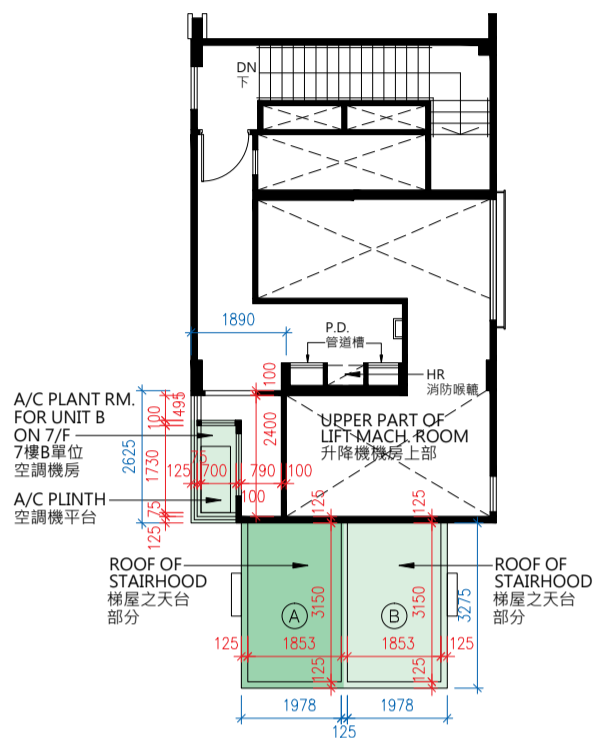 DN
下
1890
P.D.
管道槽
HR
消防喉轆
100
A/C PLANT RM.
FOR UNIT B
ON 7/F
7樓B單位
空調機房
A/C PLINTH
空調機平台
2625
495
100
1730
75
125
125
700
75
790
100
100
2400
UPPER PART OF
LIFT MACH. ROOM
升降機機房上部
125
125
ROOF OF
STAIRHOOD
梯屋之天台
部分
ROOF OF
STAIRHOOD
梯屋之天台
部分
A
B
3150
3150
3275
125
1853
1853
125
125
125
1978
1978
125